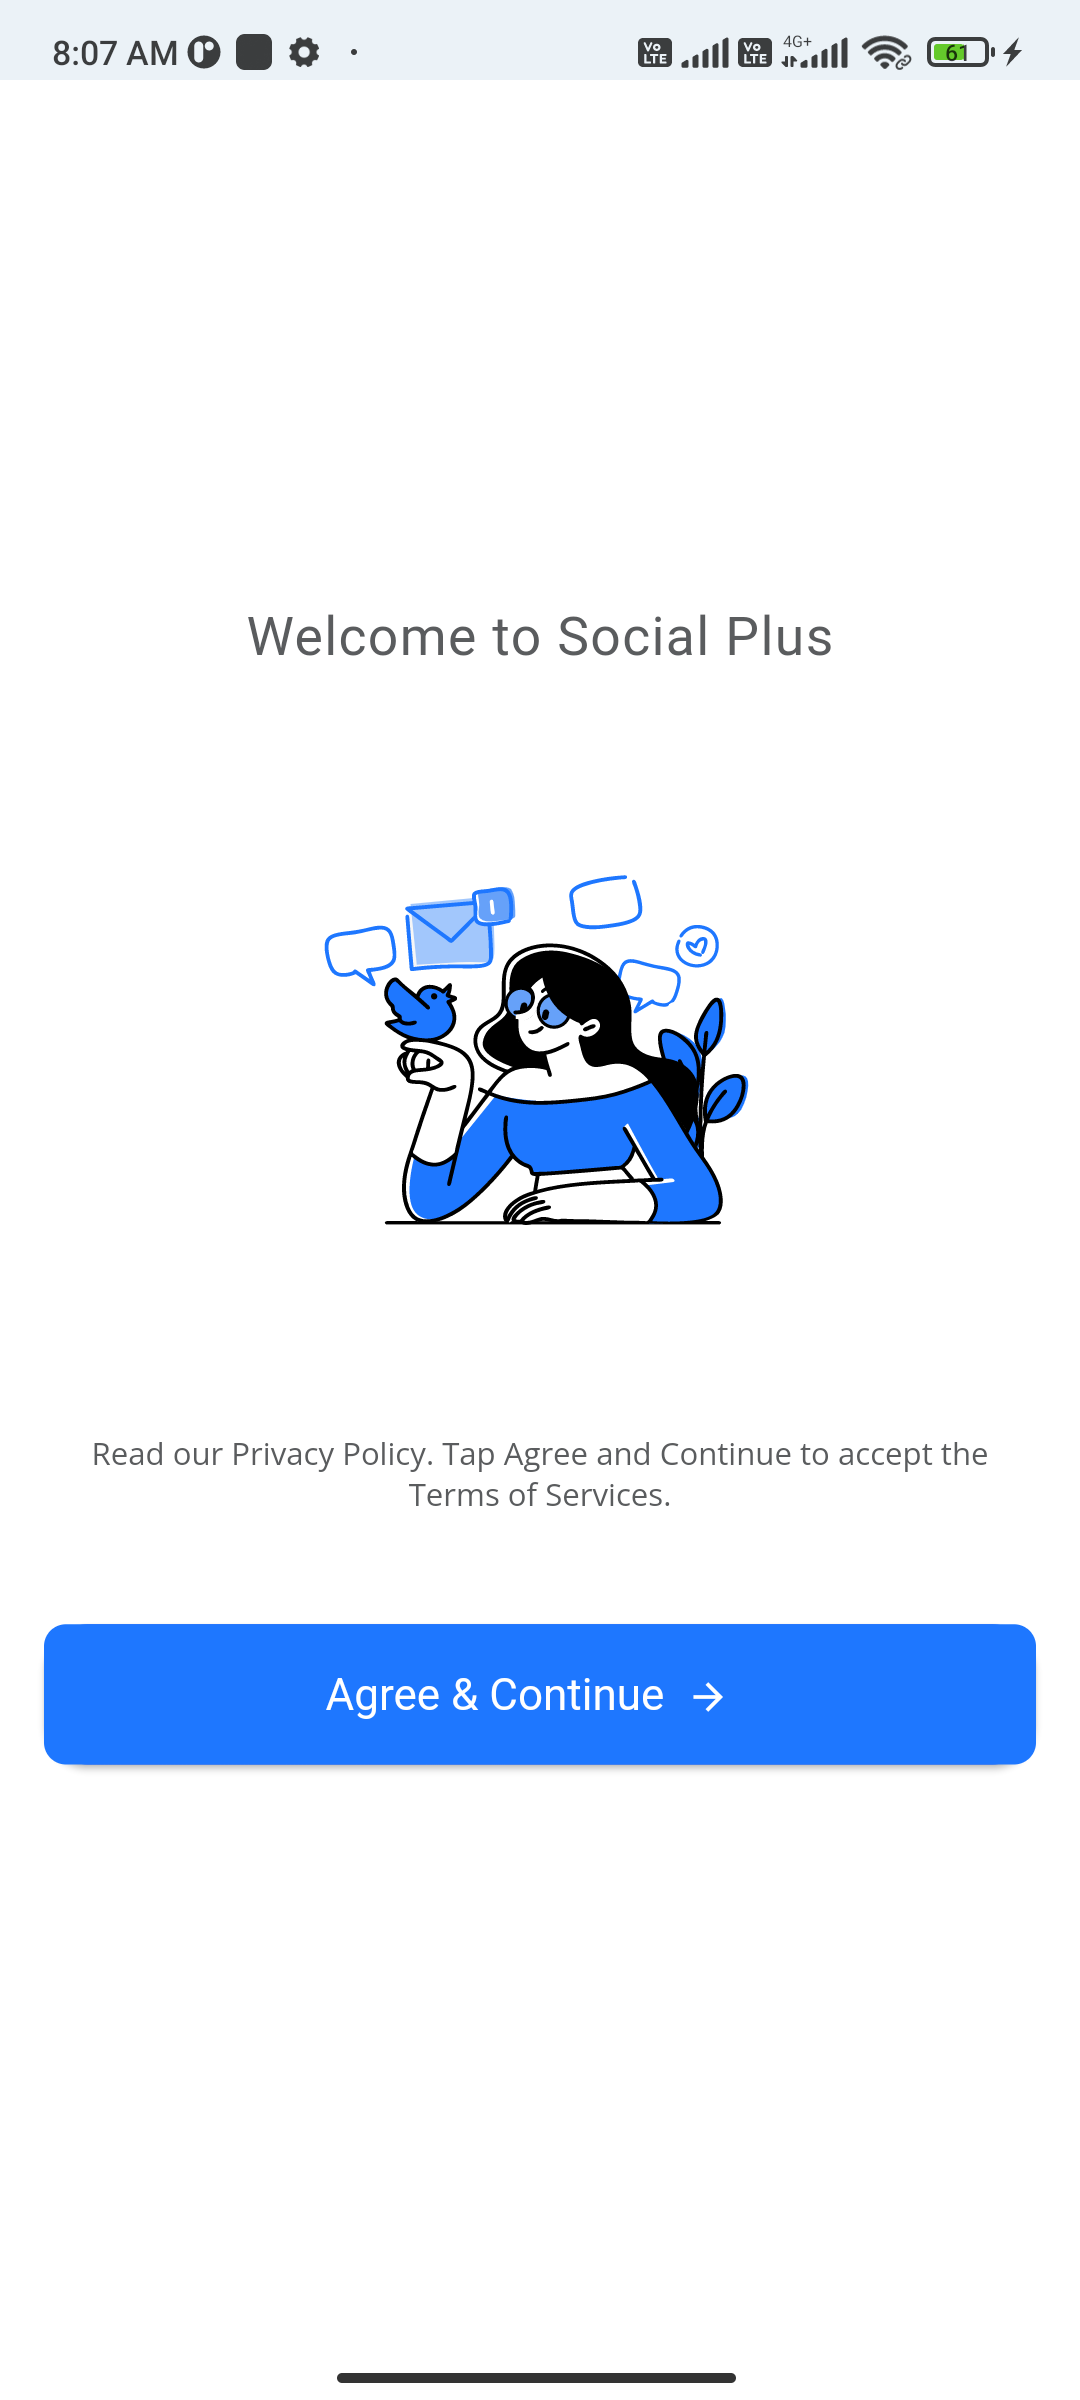 8:07 AM
Vo LTE
Vo LTE
4G+
61
Welcome to Social Plus
Read our Privacy Policy. Tap Agree and Continue to accept the
Terms of Services.
Agree & Continue →